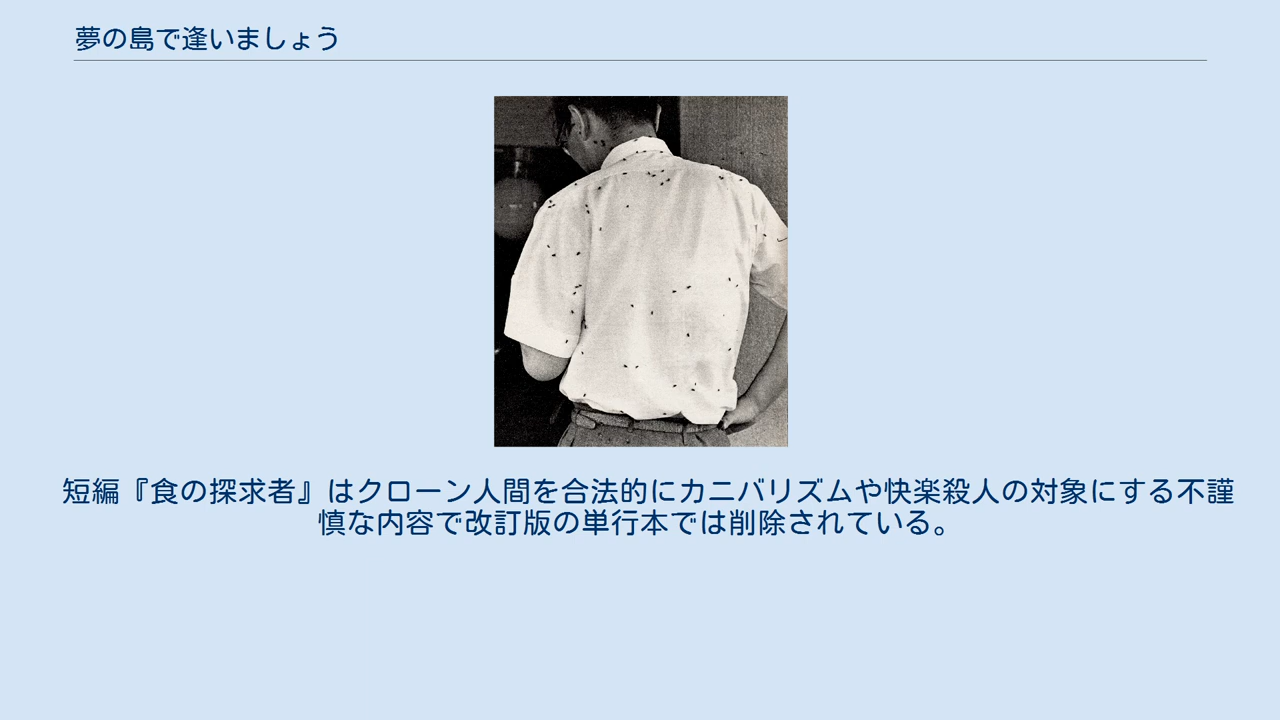 夢の島で逢いましょう
短編『食の探求者』はクローン人間を合法的にカニバリズムや快楽殺人の対象にする不謹
慎な内容で改訂版の単行本では削除されている。